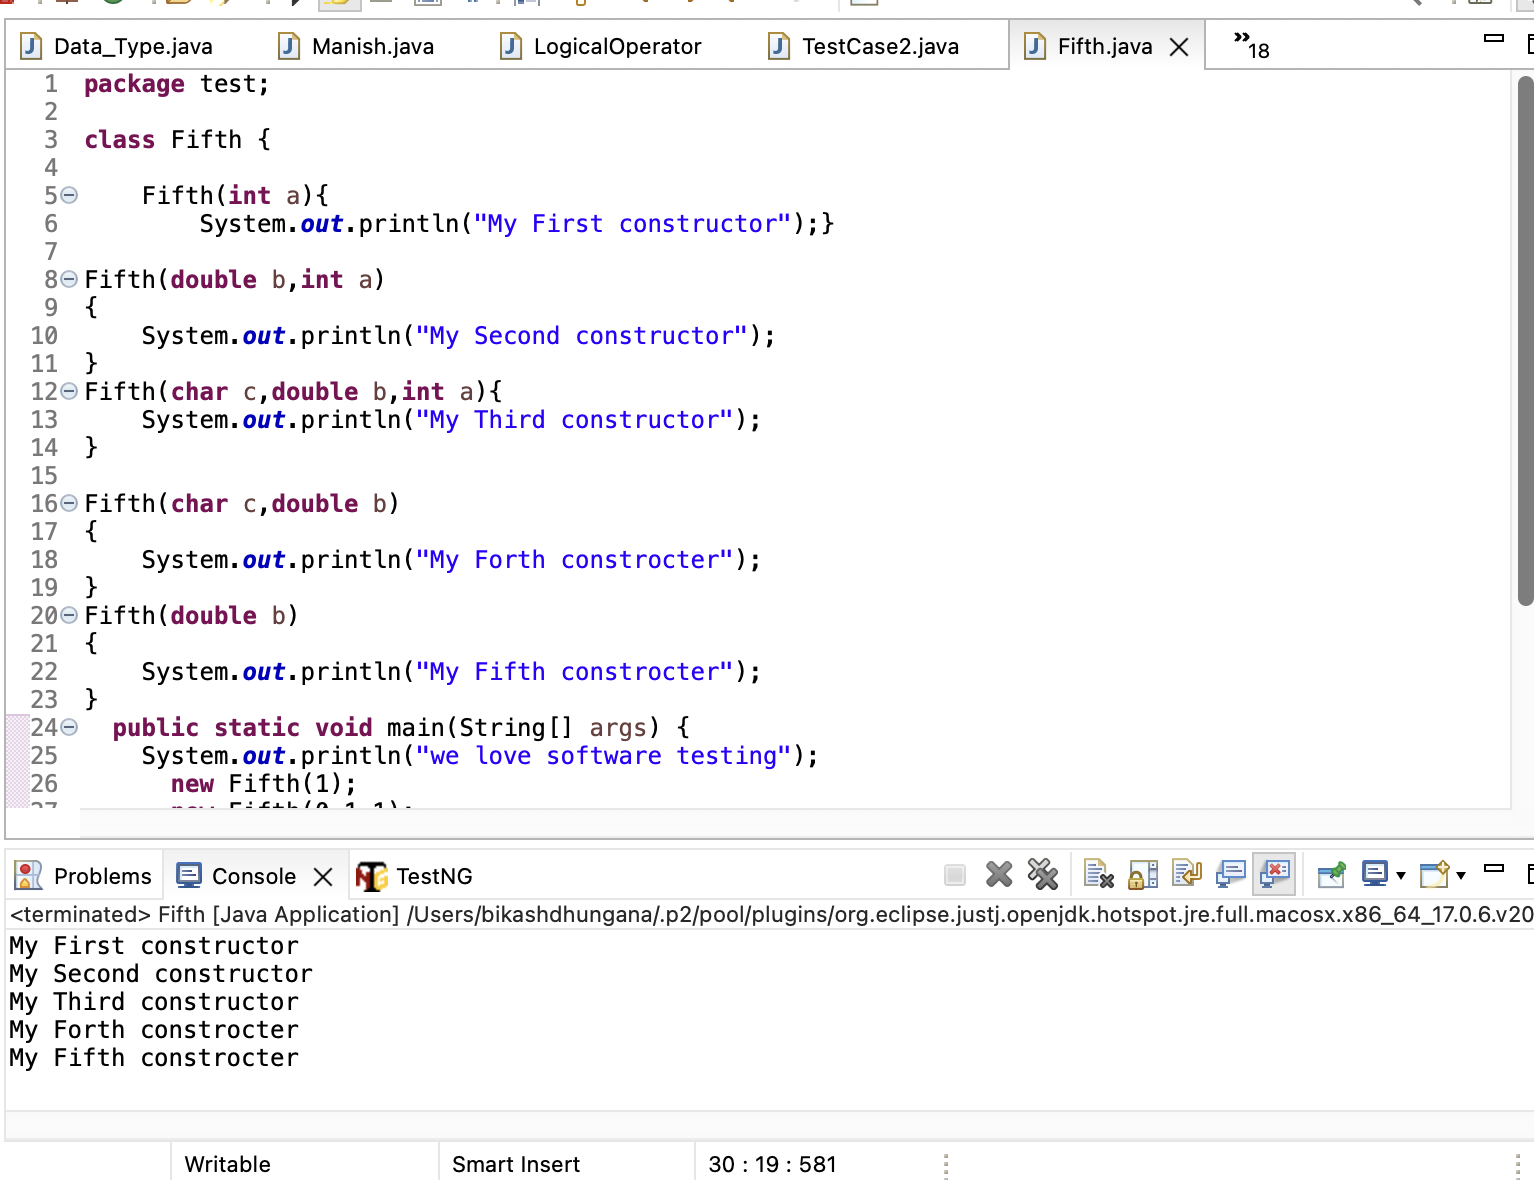 Data_Type.java Manish.java LogicalOperator TestCase2.java Fifth.java »18
1 package test;
2
3 class Fifth {
4
5 Fifth(int a){
6 System.out.println("My First constructor");}
7
8 Fifth(double b,int a)
9 {
10 System.out.println("My Second constructor");
11 }
12 Fifth(char c,double b,int a){
13 System.out.println("My Third constructor");
14 }
15
16 Fifth(char c,double b)
17 {
18 System.out.println("My Forth constrocter");
19 }
20 Fifth(double b)
21 {
22 System.out.println("My Fifth constrocter");
23 }
24 public static void main(String[] args) {
25 System.out.println("we love software testing");
26 new Fifth(1);
Problems Console TestNG
<terminated> Fifth [Java Application] /Users/bikashdhungana/.p2/pool/plugins/org.eclipse.justj.openjdk.hotspot.jre.full.macosx.x86_64_17.0.6.v20
My First constructor
My Second constructor
My Third constructor
My Forth constrocter
My Fifth constrocter
Writable Smart Insert 30 : 19 : 581